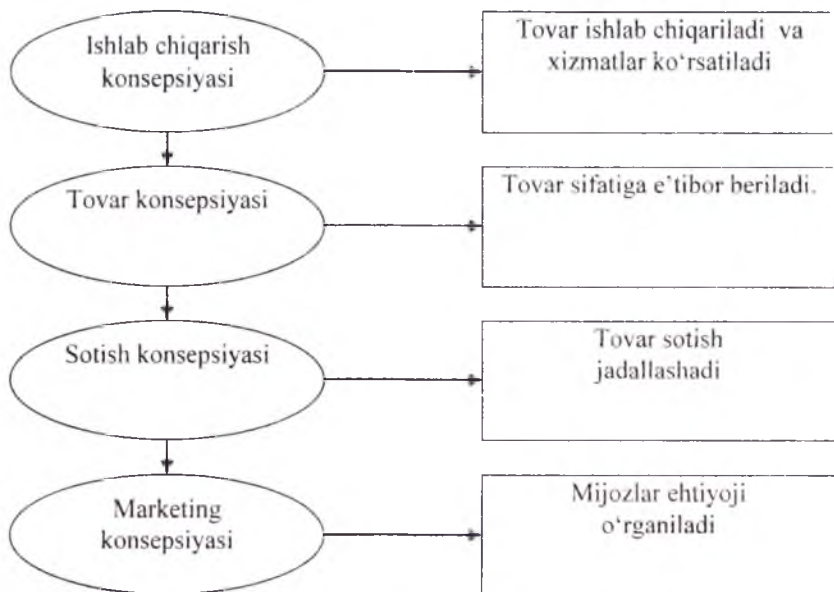 Ishlab chiqarish
konsepsiyasi
Tovar ishlab chiqariladi va
xizmatlar ko‘rsatiladi
Tovar konsepsiyasi
Tovar sifatiga e’tibor beriladi.
Sotish konsepsiyasi
Tovar sotish
jadallashadi
Marketing
konsepsiyasi
Mijozlar ehtiyoji
o‘rganiladi